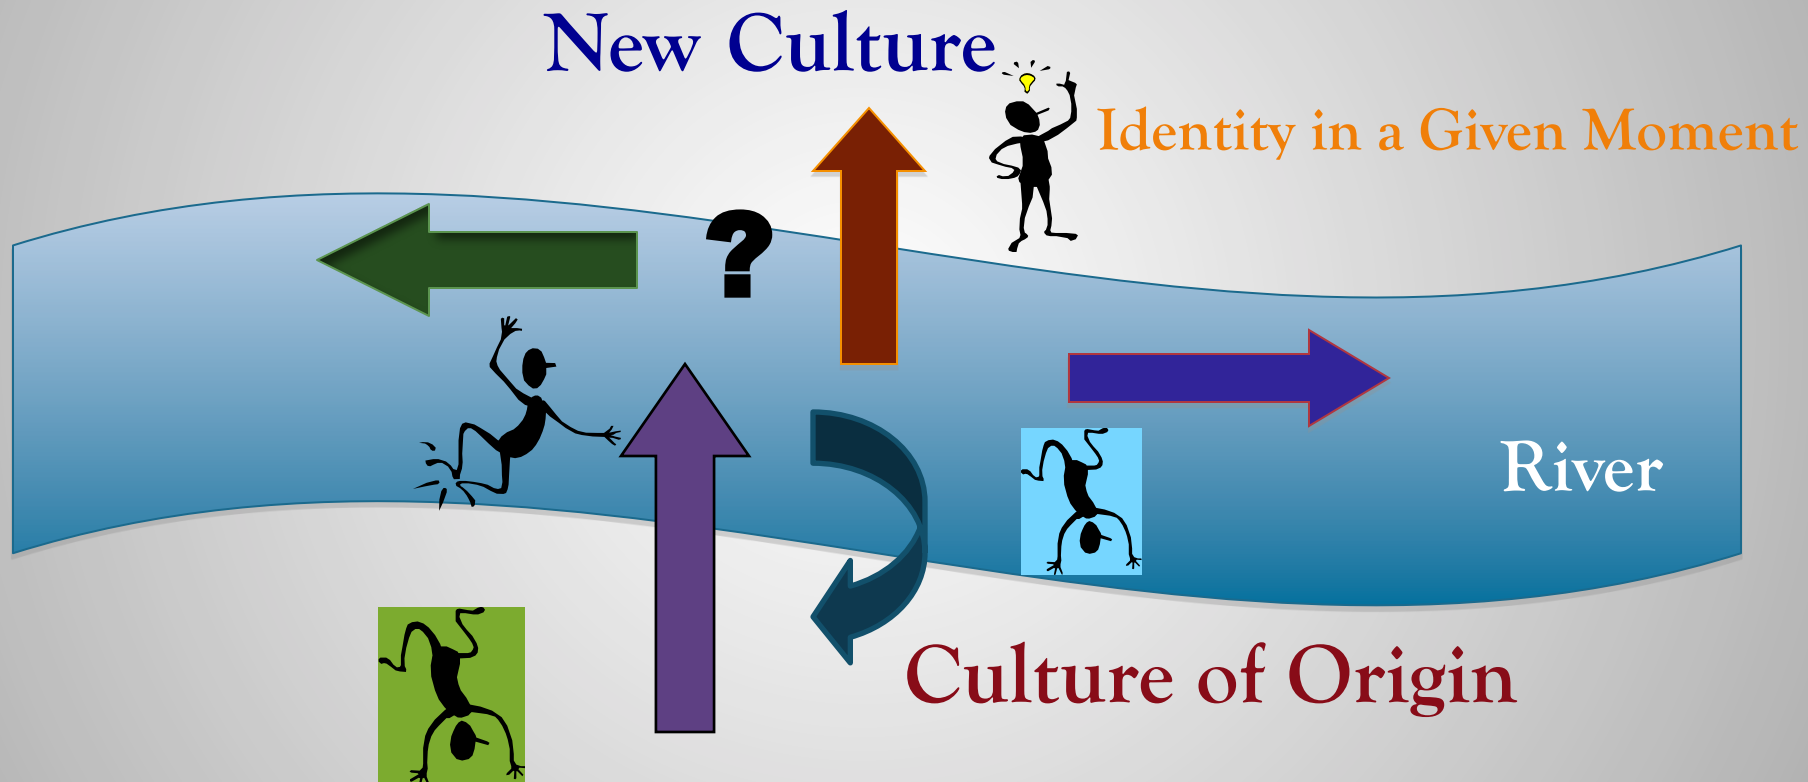 New Culture
Identity in a Given Moment
?
River
Culture of Origin